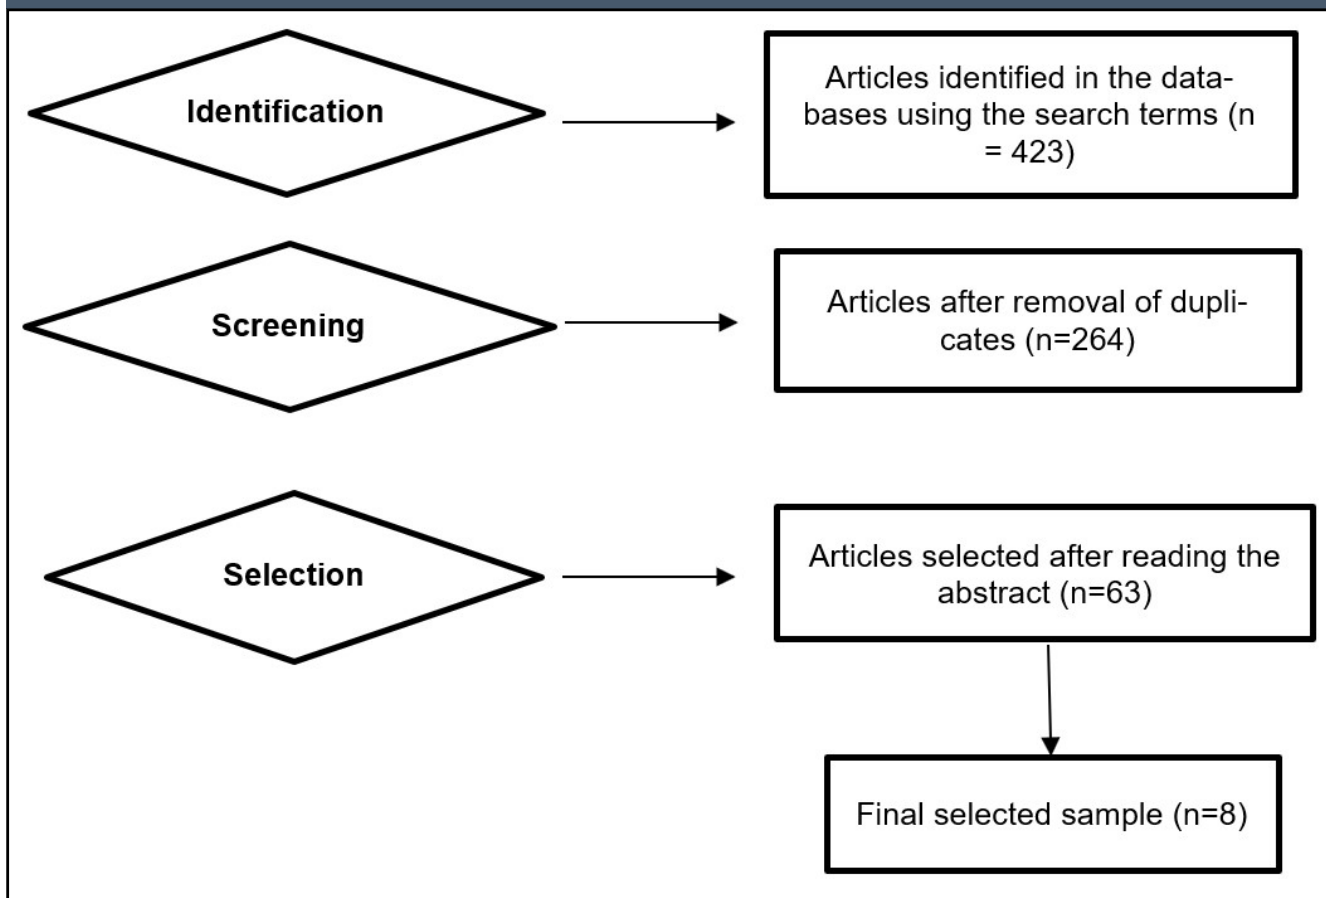 Identification
Articles identified in the data-
bases using the search terms (n
= 423)
Screening
Articles after removal of dupli-
cates (n=264)
Selection
Articles selected after reading the
abstract (n=63)
Final selected sample (n=8)